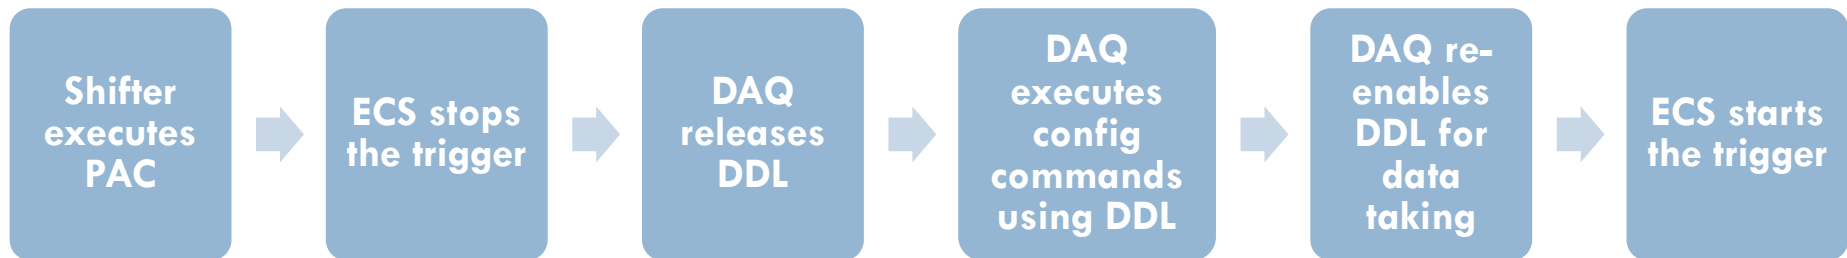 Shifter
executes
PAC
ECS stops
the trigger
DAQ
releases
DDL
DAQ
executes
config
commands
using DDL
DAQ re-
enables
DDL for
data
taking
ECS starts
the trigger